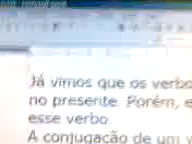 Já vimos que os verbo
no presente. Porém, e
esse verbo.
A conjugação de um v